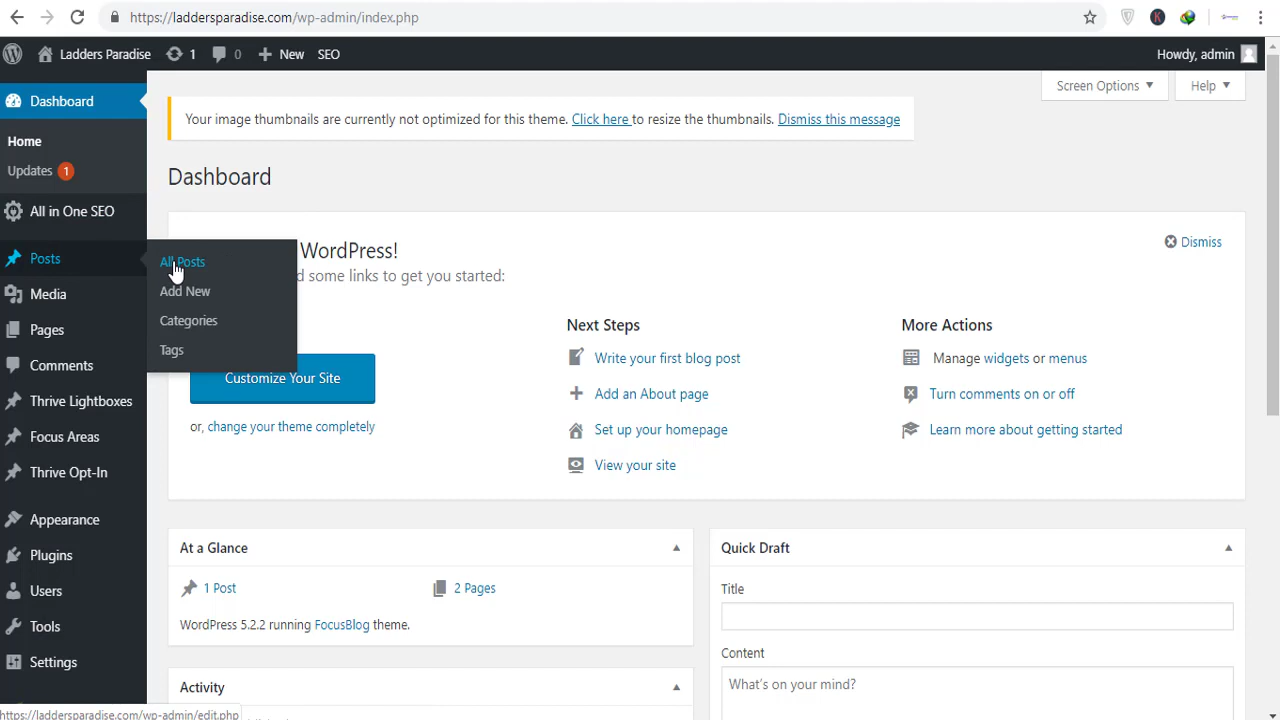 https://laddersparadise.com/wp-admin/index.php
Ladders Paradise 1 0 New SEO Howdy, admin
Screen Options Help
Dashboard
Home
Updates 1
All in One SEO
Posts
Media
Pages
Comments
Thrive Lightboxes
Focus Areas
Thrive Opt-In
Appearance
Plugins
Users
Tools
Settings
All Posts
Add New
Categories
Tags
Your image thumbnails are currently not optimized for this theme. Click here to resize the thumbnails. Dismiss this message
Dashboard
WordPress!
d some links to get you started:
Dismiss
Customize Your Site
or, change your theme completely
Next Steps
Write your first blog post
Add an About page
Set up your homepage
View your site
More Actions
Manage widgets or menus
Turn comments on or off
Learn more about getting started
At a Glance
1 Post 2 Pages
WordPress 5.2.2 running FocusBlog theme.
Activity
Quick Draft
Title
Content
What's on your mind?
https://laddersparadise.com/wp-admin/edit.php